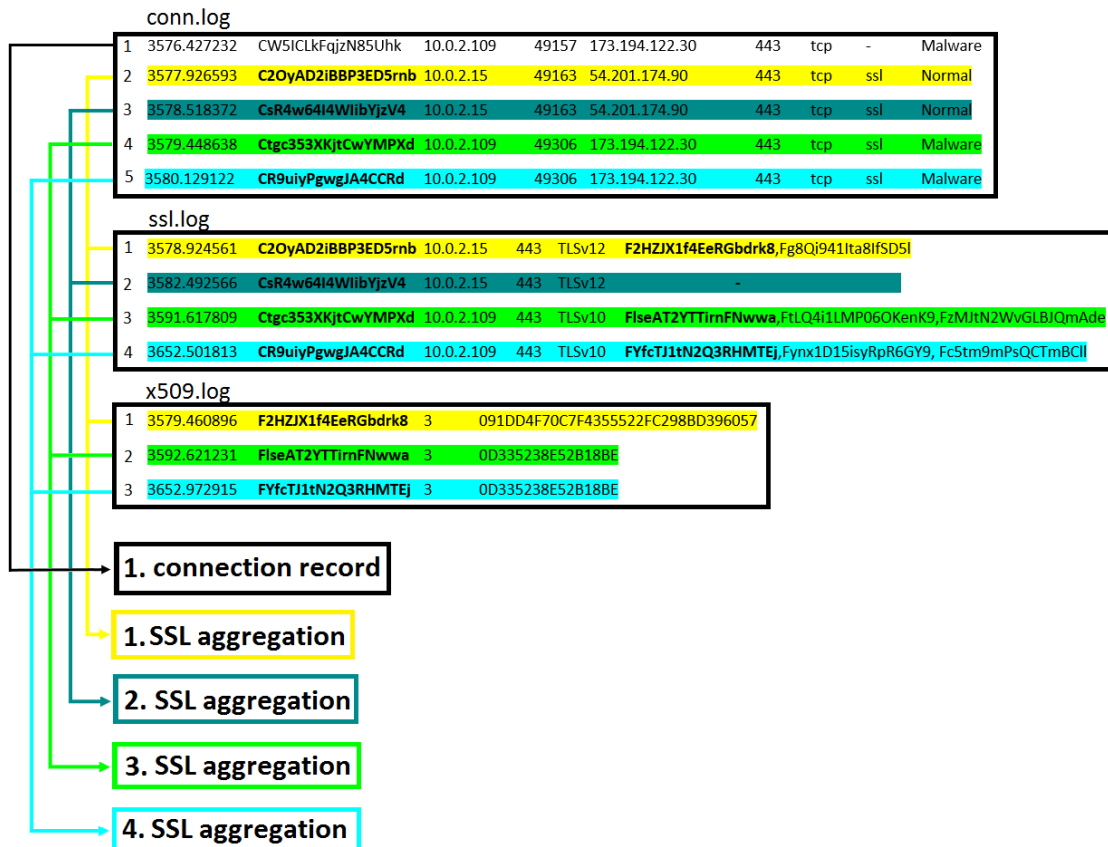 conn.log
1 3576.427232 CW5ICLkFqjzN85Uhk 10.0.2.109 49157 173.194.122.30 443 tcp - Malware
2 3577.926593 C2OyAD2iBBP3ED5rnb 10.0.2.15 49163 54.201.174.90 443 tcp ssl Normal
3 3578.518372 CsR4w64I4WIibYjzV4 10.0.2.15 49163 54.201.174.90 443 tcp ssl Normal
4 3579.448638 Ctgc353XKjtCwYMPXd 10.0.2.109 49306 173.194.122.30 443 tcp ssl Malware
5 3580.129122 CR9uiyPgwgJA4CCRd 10.0.2.109 49306 173.194.122.30 443 tcp ssl Malware
ssl.log
1 3578.924561 C2OyAD2iBBP3ED5rnb 10.0.2.15 443 TLSv12 F2HZJX1f4EeRGbdrk8,Fg8Qi941Ita8IfSD5l
2 3582.492566 CsR4w64I4WIibYjzV4 10.0.2.15 443 TLSv12 -
3 3591.617809 Ctgc353XKjtCwYMPXd 10.0.2.109 443 TLSv10 FlseAT2YTTirnFNwwa,FtLQ4i1LMP06OKenK9,FzMJtN2WvGLBJQmAde
4 3652.501813 CR9uiyPgwgJA4CCRd 10.0.2.109 443 TLSv10 FYfcTJ1tN2Q3RHMTEj,Fynx1D15isyRpR6GY9, Fc5tm9mPsQCTmBCll
x509.log
1 3579.460896 F2HZJX1f4EeRGbdrk8 3 091DD4F70C7F4355522FC298BD396057
2 3592.621231 FlseAT2YTTirnFNwwa 3 0D335238E52B18BE
3 3652.972915 FYfcTJ1tN2Q3RHMTEj 3 0D335238E52B18BE
1. connection record
1. SSL aggregation
2. SSL aggregation
3. SSL aggregation
4. SSL aggregation